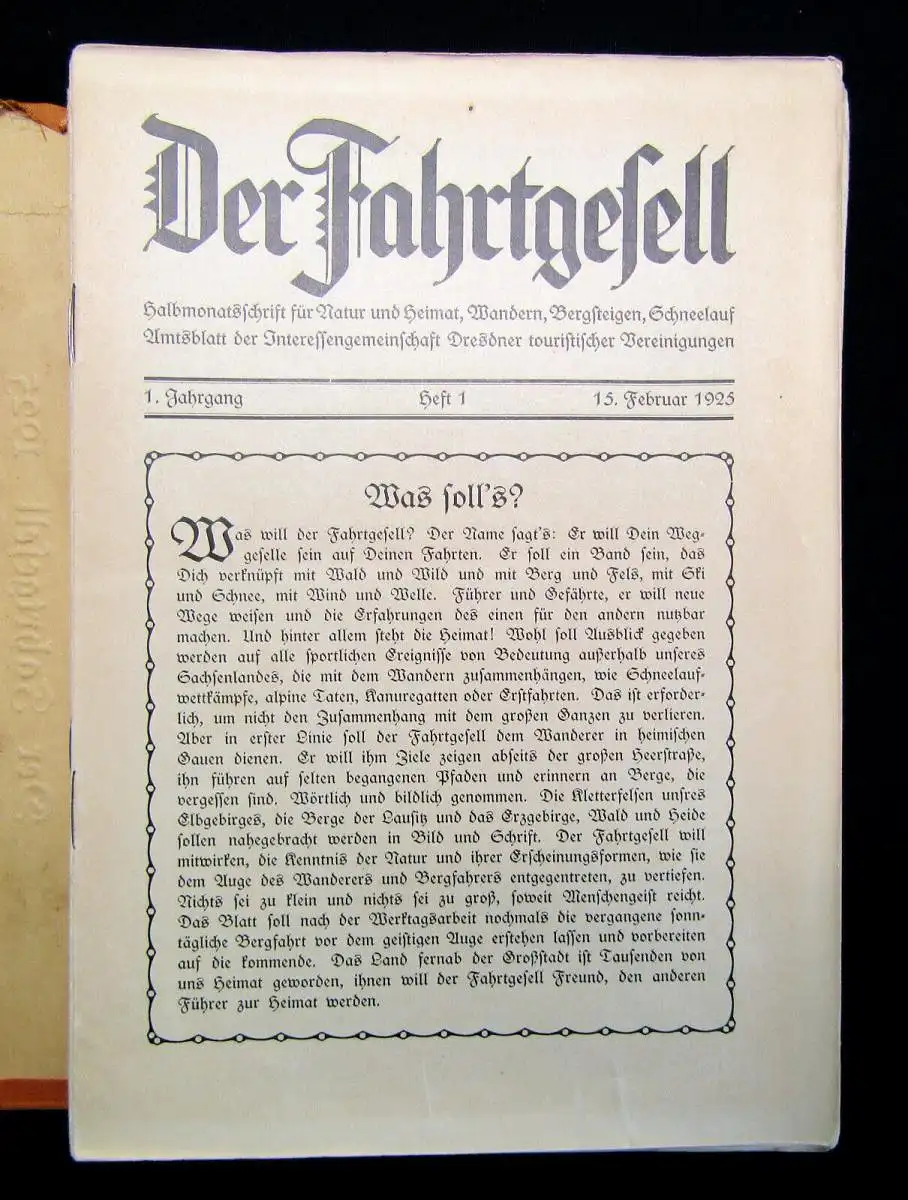 Der Fahrtgesell
Halbmonatsschrift für Natur und Heimat, Wandern, Bergsteigen, Schneelauf
Amtsblatt der Interessengemeinschaft Dresdner touristischer Vereinigungen
1. Jahrgang Heft 1 15. Februar 1925
Was soll's?
Was will der Fahrtgesell? Der Name sagt's: Er will Dein Weg-
geselle sein auf Deinen Fahrten. Er soll ein Band sein, das
Dich verknüpft mit Wald und Wild und mit Berg und Fels, mit Ski
und Schnee, mit Wind und Welle. Führer und Gefährte, er will neue
Wege weisen und die Erfahrungen des einen für den andern nutzbar
machen. Und hinter allem steht die Heimat! Wohl soll Ausblick gegeben
werden auf alle sportlichen Ereignisse von Bedeutung außerhalb unseres
Sachsenlandes, die mit dem Wandern zusammenhängen, wie Schneelauf-
wettkämpfe, alpine Taten, Kanuregatten oder Erstfahrten. Das ist erforder-
lich, um nicht den Zusammenhang mit dem großen Ganzen zu verlieren.
Aber in erster Linie soll der Fahrtgesell dem Wanderer in heimischen
Gauen dienen. Er will ihm Ziele zeigen abseits der großen Heerstraße,
ihn führen auf selten begangenen Pfaden und erinnern an Berge, die
vergessen sind. Wörtlich und bildlich genommen. Die Kletterfelsen unsres
Elbgebirges, die Berge der Lausitz und das Erzgebirge, Wald und Heide
sollen nahegebracht werden in Bild und Schrift. Der Fahrtgesell will
mitwirken, die Kenntnis der Natur und ihrer Erscheinungsformen, wie sie
dem Auge des Wanderers und Bergfahrers entgegentreten, zu vertiefen.
Nichts sei zu klein und nichts sei zu groß, soweit Menschengeist reicht.
Das Blatt soll nach der Werktagsarbeit nochmals die vergangene sonn-
tägliche Bergfahrt vor dem geistigen Auge erstehen lassen und vorbereiten
auf die kommende. Das Land fernab der Großstadt ist Tausenden von
uns Heimat geworden, ihnen will der Fahrtgesell Freund, den anderen
Führer zur Heimat werden.